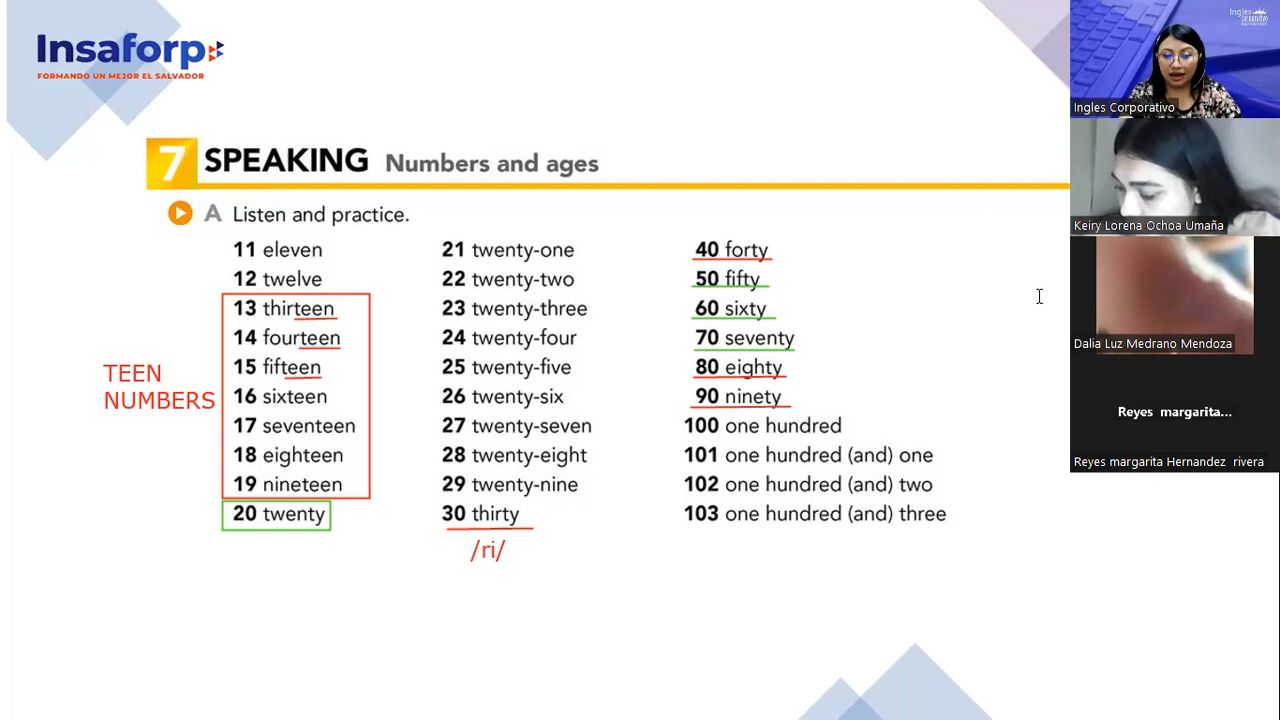 Insaforp
FORMANDO UN MEJOR EL SALVADOR
7 SPEAKING Numbers and ages
A Listen and practice.
11 eleven
12 twelve
13 thirteen
14 fourteen
15 fifteen
16 sixteen
17 seventeen
18 eighteen
19 nineteen
20 twenty
TEEN
NUMBERS
21 twenty-one
22 twenty-two
23 twenty-three
24 twenty-four
25 twenty-five
26 twenty-six
27 twenty-seven
28 twenty-eight
29 twenty-nine
30 thirty
/ri/
40 forty
50 fifty
60 sixty
70 seventy
80 eighty
90 ninety
100 one hundred
101 one hundred (and) one
102 one hundred (and) two
103 one hundred (and) three
Ingles
corporativo
Ingles Corporativo
Keiry Lorena Ochoa Umaña
Dalia Luz Medrano Mendoza
Reyes margarita...
Reyes margarita Hernandez rivera